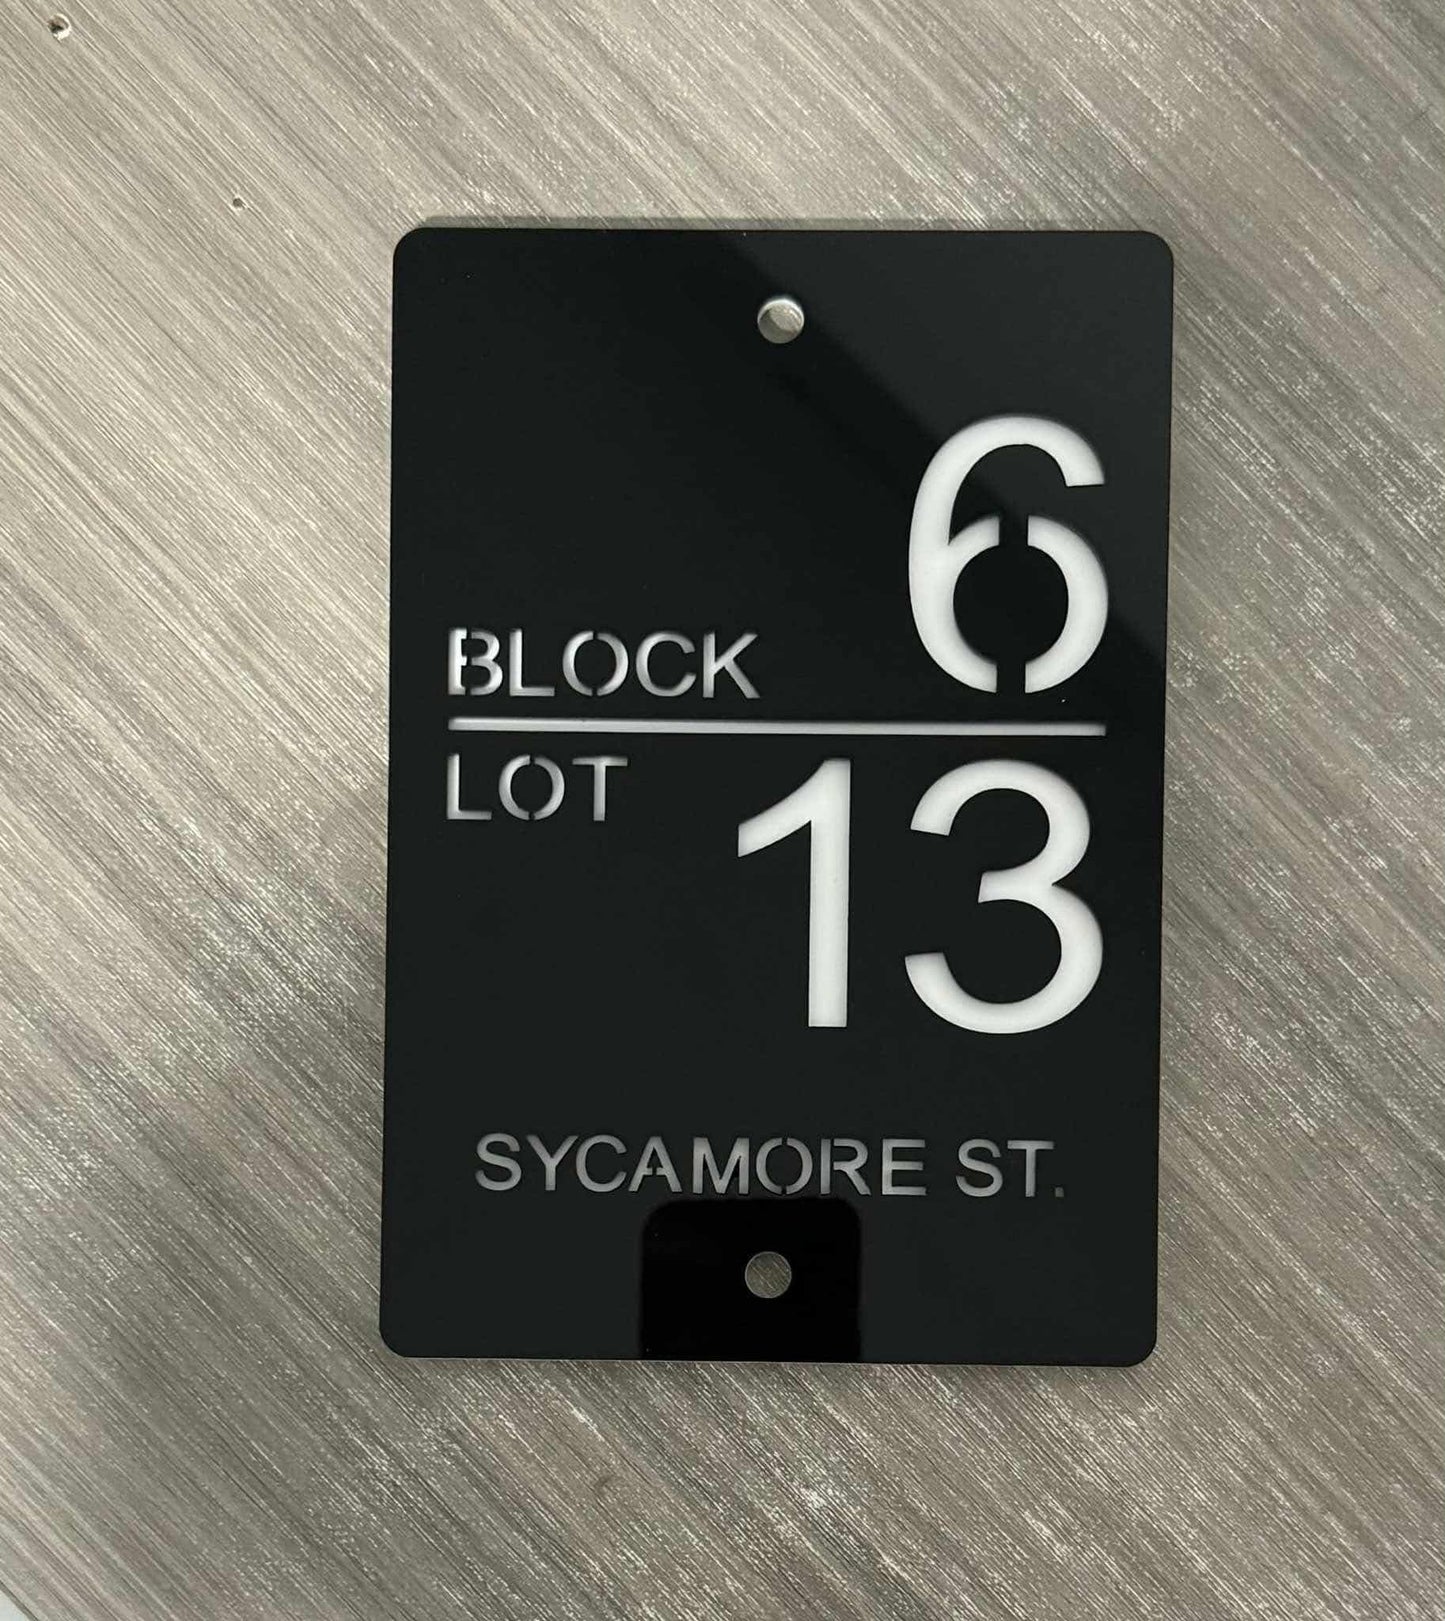 BLOCK 6
LOT 13
SYCAMORE ST.